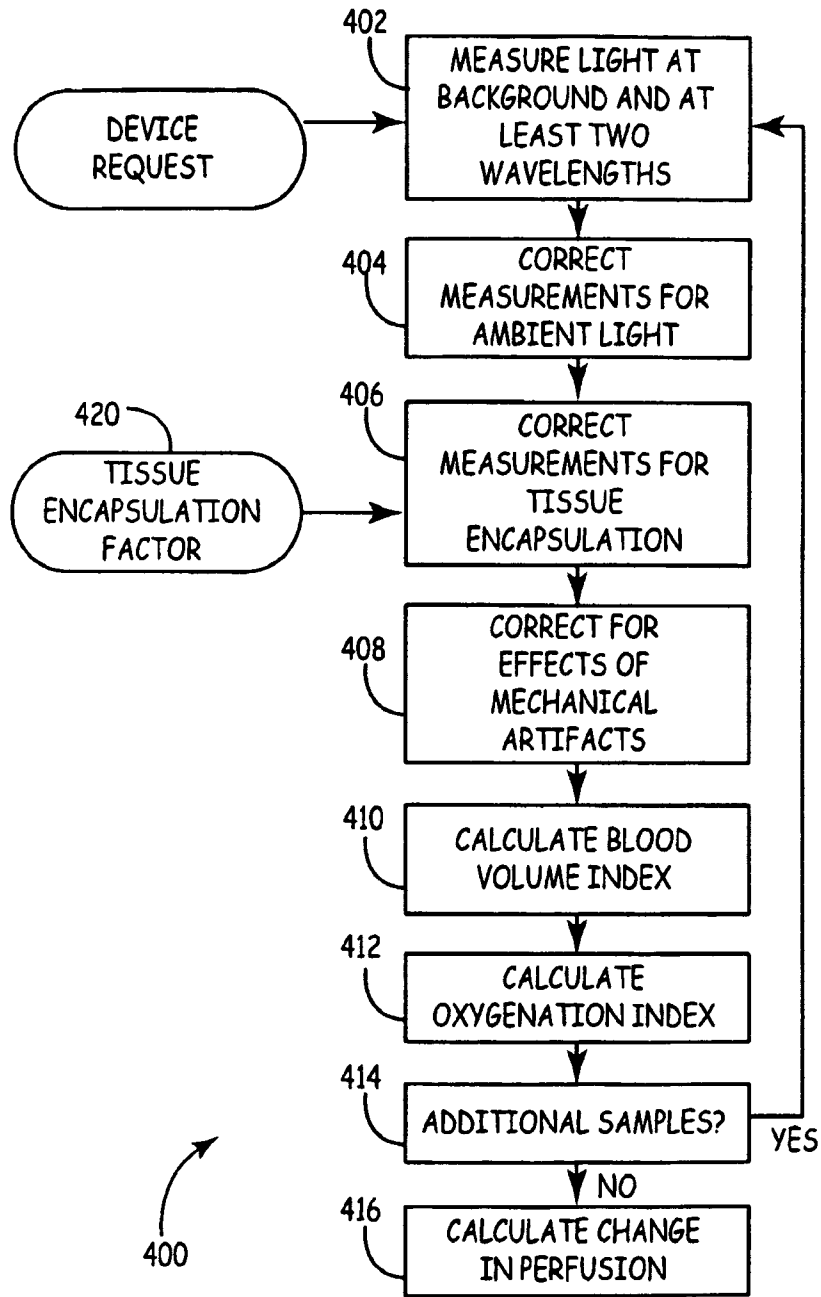 402
MEASURE LIGHT AT
BACKGROUND AND AT
LEAST TWO
WAVELENGTHS
DEVICE
REQUEST
404
CORRECT
MEASUREMENTS FOR
AMBIENT LIGHT
406
CORRECT
MEASUREMENTS FOR
TISSUE
ENCAPSULATION
420
TISSUE
ENCAPSULATION
FACTOR
408
CORRECT FOR
EFFECTS OF
MECHANICAL
ARTIFACTS
410
CALCULATE BLOOD
VOLUME INDEX
412
CALCULATE
OXYGENATION INDEX
414
ADDITIONAL SAMPLES?
YES
NO
416
CALCULATE CHANGE
IN PERFUSION
400